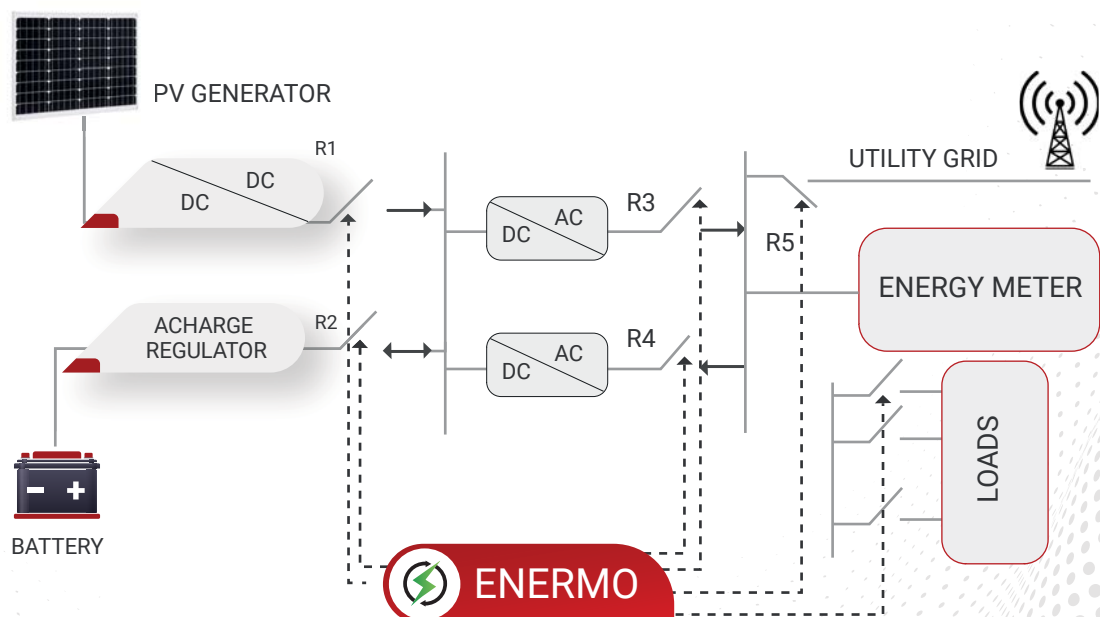 PV GENERATOR
R1
DC
DC
UTILITY GRID
AC
DC
R3
R5
ENERGY METER
ACHARGE
REGULATOR
R2
AC
DC
R4
LOADS
BATTERY
ENERMO